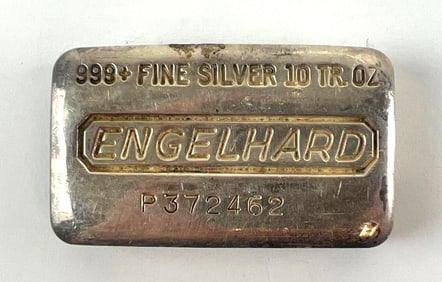 999+ FINE SILVER 10 TR. OZ
ENGELHARD
P372462